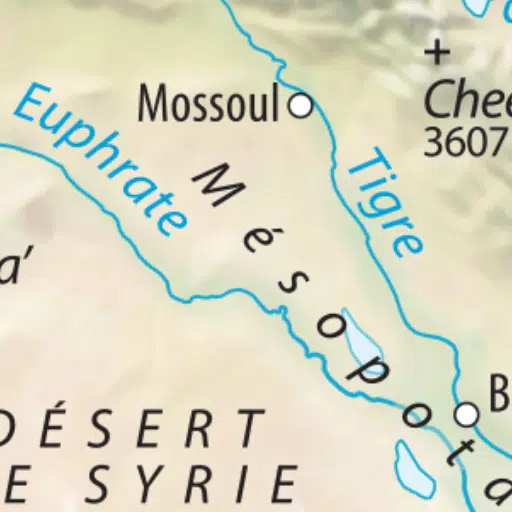 Mossoul
Euphrate
Tigre
Chee
3607
Mésopota
a'
B
DÉSERT
E SYRIE